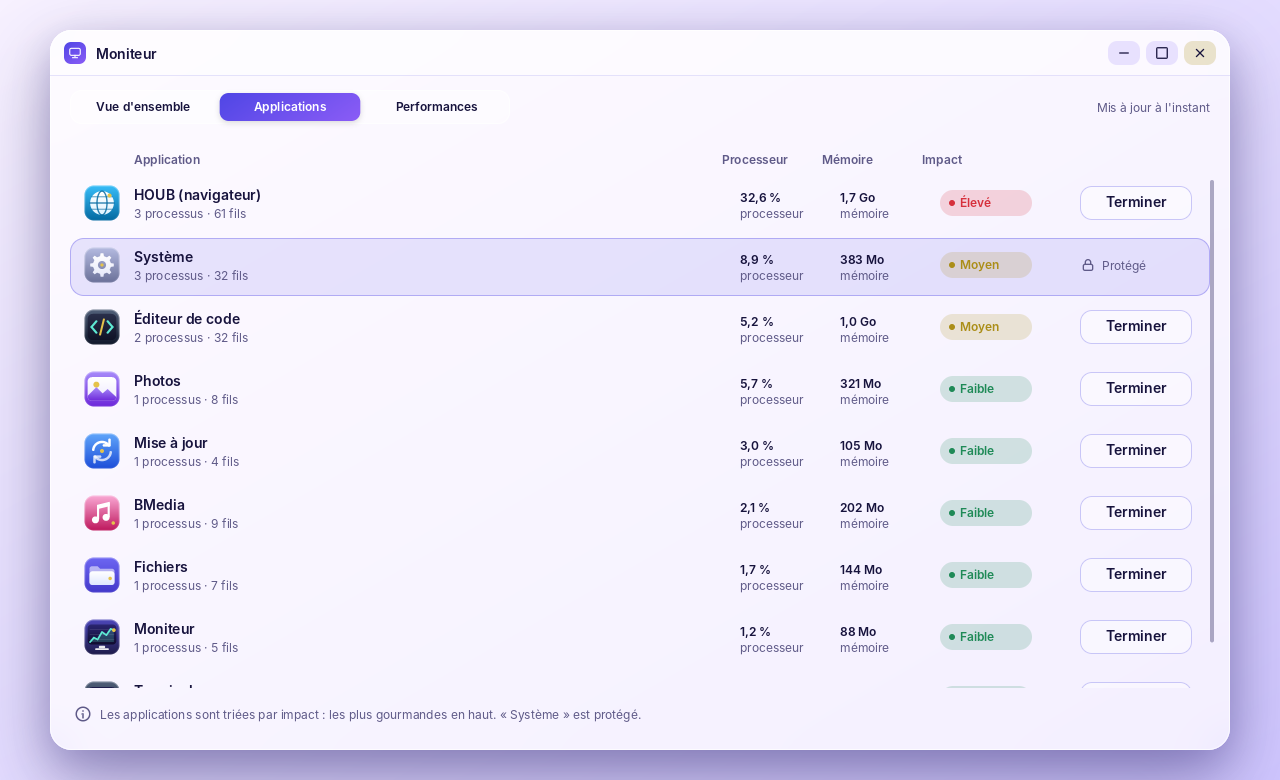 Moniteur
Vue d'ensemble Applications Performances Mis à jour à l'instant
Application Processeur Mémoire Impact
HOUB (navigateur) 32,6 % 1,7 Go Élevé Terminer
3 processus · 61 fils processeur mémoire
Système 8,9 % 383 Mo Moyen Protégé
3 processus · 32 fils processeur mémoire
Éditeur de code 5,2 % 1,0 Go Moyen Terminer
2 processus · 32 fils processeur mémoire
Photos 5,7 % 321 Mo Faible Terminer
1 processus · 8 fils processeur mémoire
Mise à jour 3,0 % 105 Mo Faible Terminer
1 processus · 4 fils processeur mémoire
BMedia 2,1 % 202 Mo Faible Terminer
1 processus · 9 fils processeur mémoire
Fichiers 1,7 % 144 Mo Faible Terminer
1 processus · 7 fils processeur mémoire
Moniteur 1,2 % 88 Mo Faible Terminer
1 processus · 5 fils processeur mémoire
Les applications sont triées par impact : les plus gourmandes en haut. « Système » est protégé.